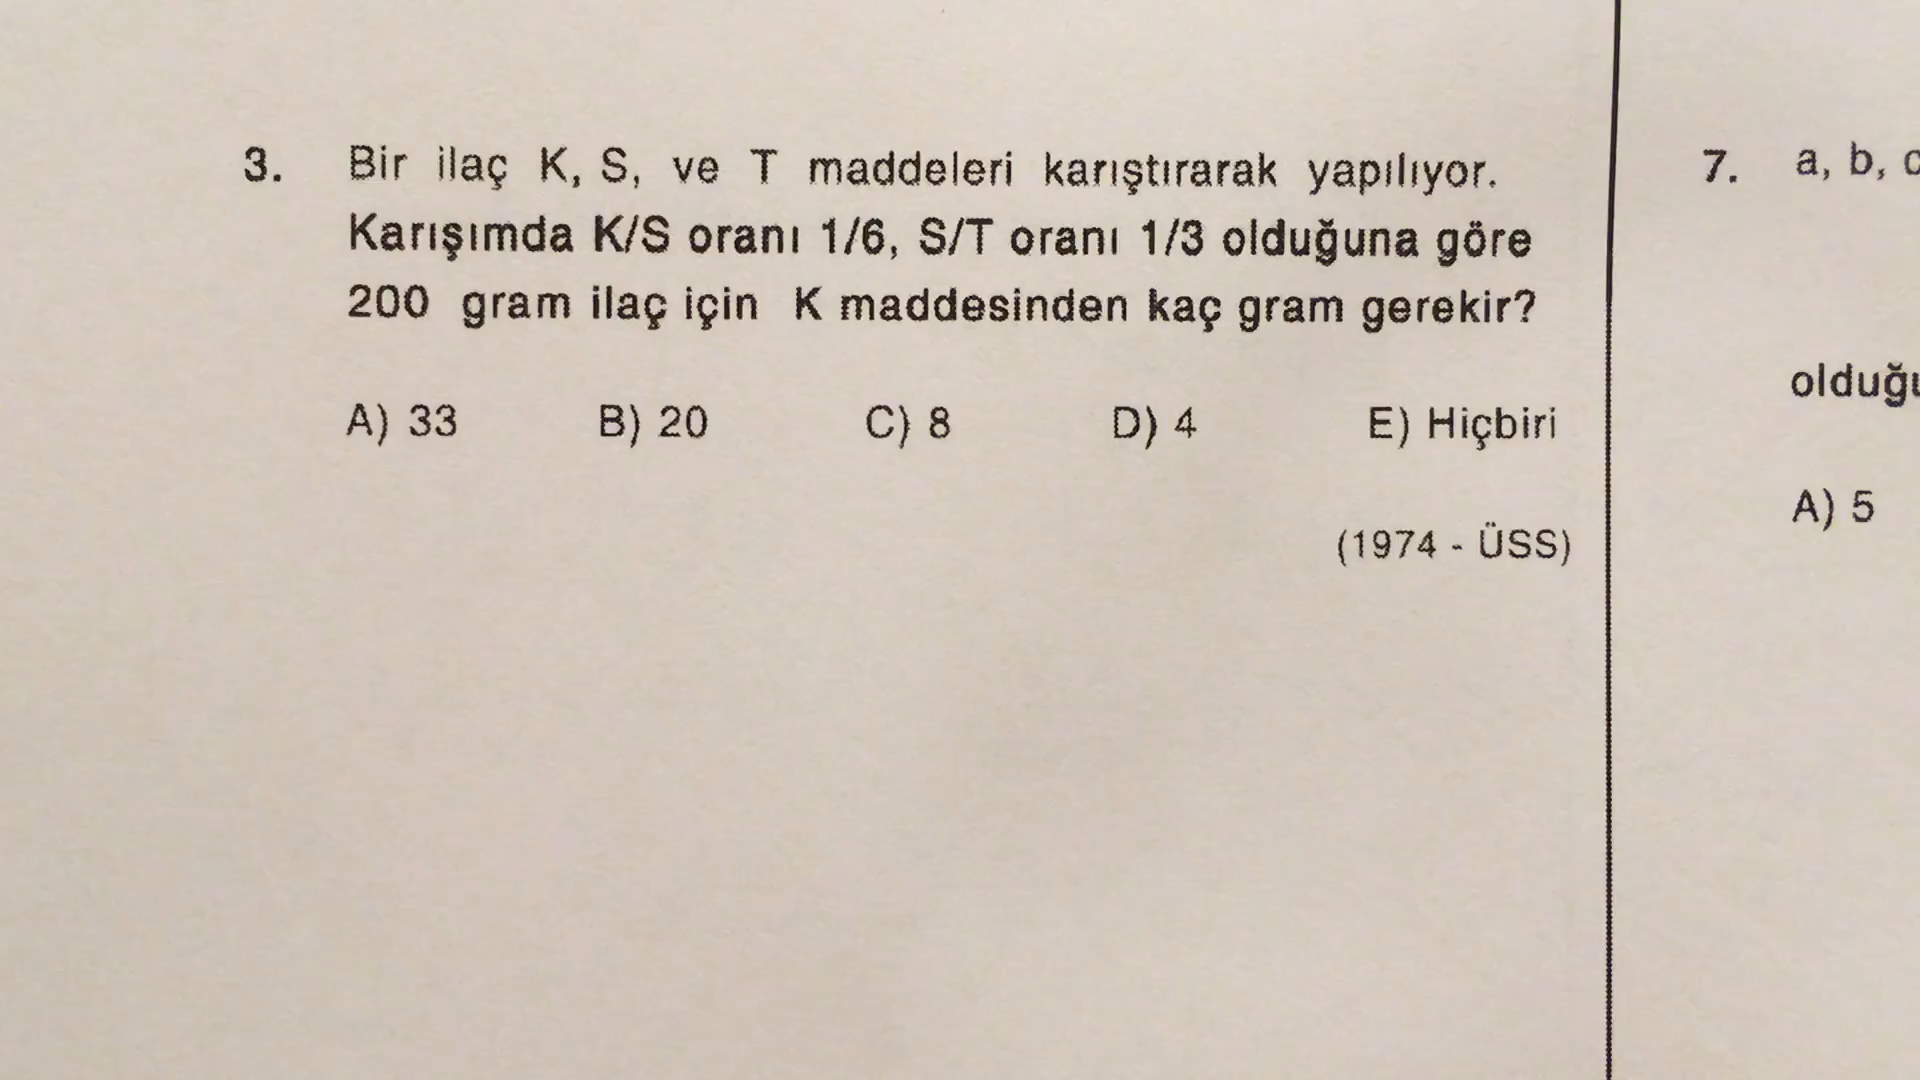 3. Bir ilaç K, S, ve T maddeleri karıştırarak yapılıyor.
Karışımda K/S oranı 1/6, S/T oranı 1/3 olduğuna göre
200 gram ilaç için K maddesinden kaç gram gerekir?
A) 33 B) 20 C) 8 D) 4 E) Hiçbiri
(1974 - ÜSS)
7. a, b,
A) 5